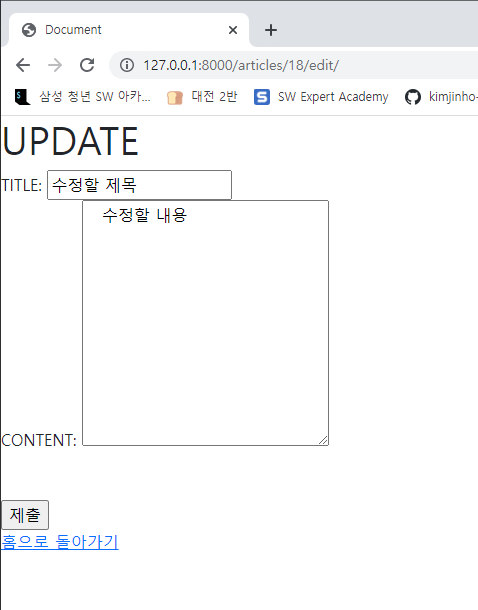 Document
127.0.0.1:8000/articles/18/edit/
삼성 청년 SW 아카... 대전 2반 SW Expert Academy kimjinho-
UPDATE
TITLE: 수정할 제목
수정할 내용
CONTENT:
제출
홈으로 돌아가기